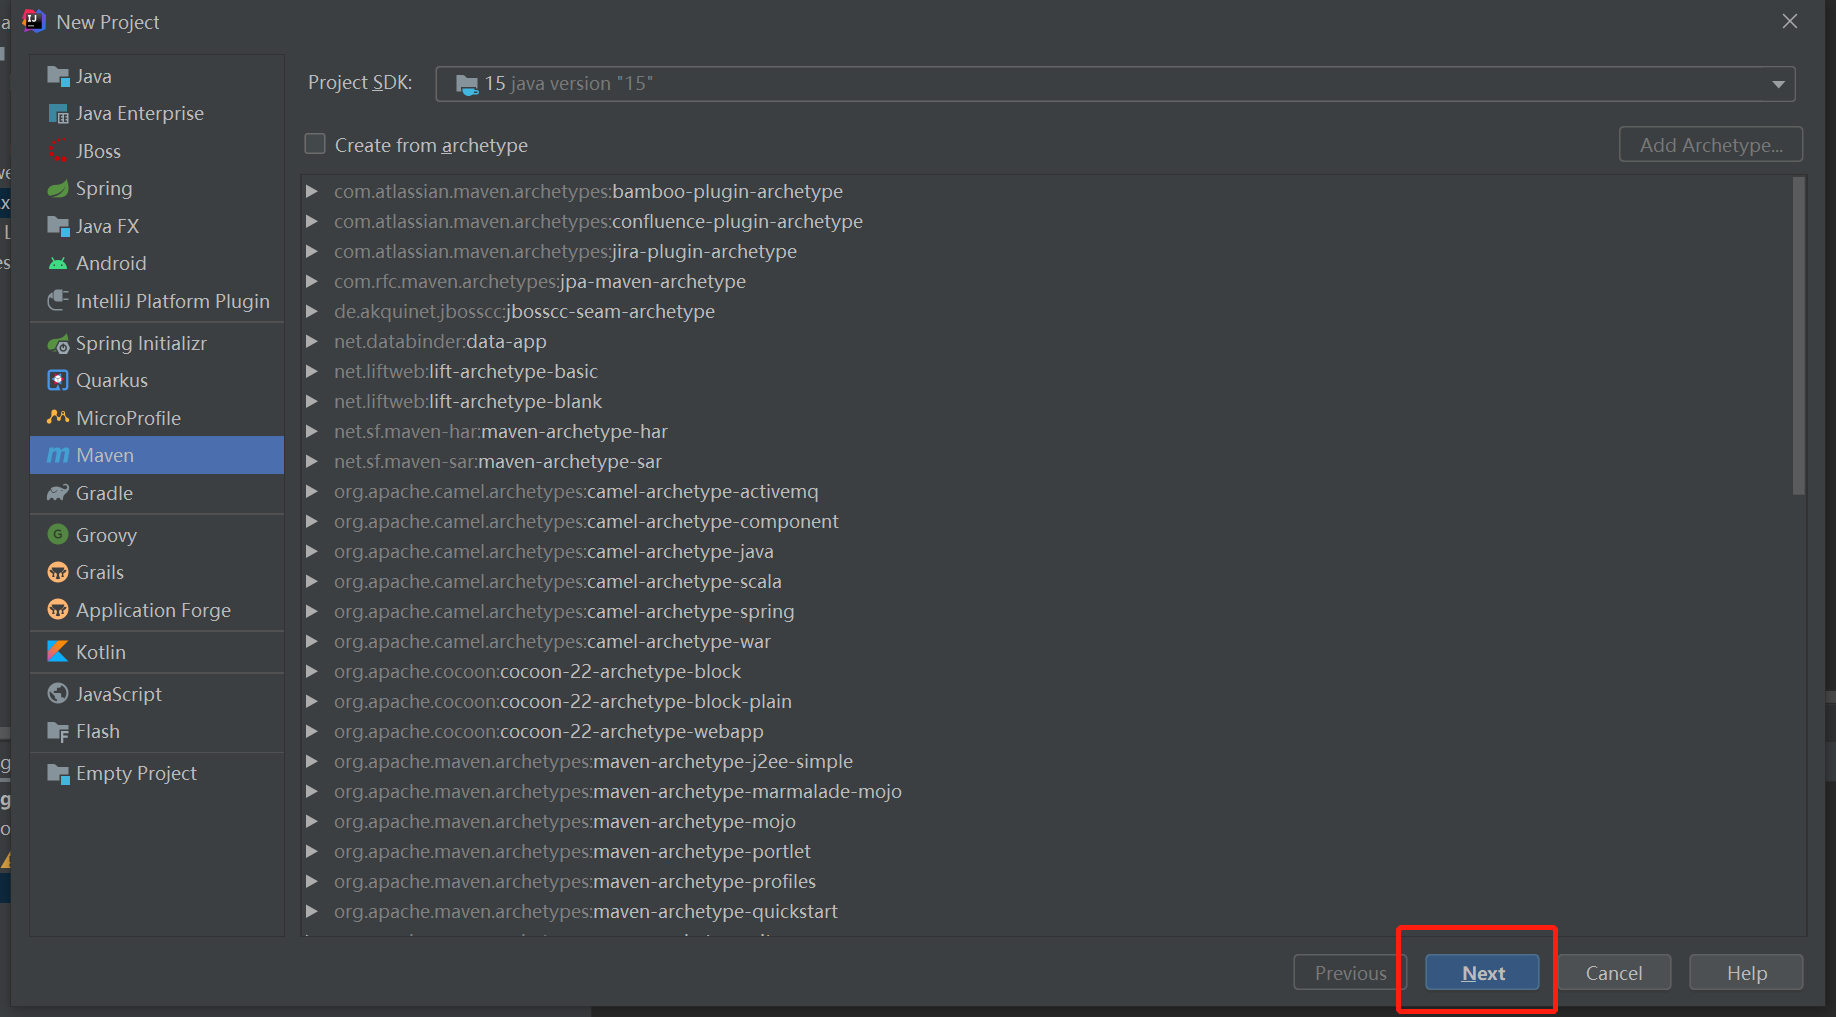 New Project
Java
Java Enterprise
JBoss
Spring
Java FX
Android
IntelliJ Platform Plugin
Spring Initializr
Quarkus
MicroProfile
Maven
Gradle
Groovy
Grails
Application Forge
Kotlin
JavaScript
Flash
Empty Project
Project SDK: 15 java version "15"
Create from archetype
Add Archetype...
com.atlassian.maven.archetypes:bamboo-plugin-archetype
com.atlassian.maven.archetypes:confluence-plugin-archetype
com.atlassian.maven.archetypes:jira-plugin-archetype
com.rfc.maven.archetypes:jpa-maven-archetype
de.akquinet.jbosscc:jbosscc-seam-archetype
net.databinder:data-app
net.liftweb:lift-archetype-basic
net.liftweb:lift-archetype-blank
net.sf.maven-har:maven-archetype-har
net.sf.maven-sar:maven-archetype-sar
org.apache.camel.archetypes:camel-archetype-activemq
org.apache.camel.archetypes:camel-archetype-component
org.apache.camel.archetypes:camel-archetype-java
org.apache.camel.archetypes:camel-archetype-scala
org.apache.camel.archetypes:camel-archetype-spring
org.apache.camel.archetypes:camel-archetype-war
org.apache.cocoon:cocoon-22-archetype-block
org.apache.cocoon:cocoon-22-archetype-block-plain
org.apache.cocoon:cocoon-22-archetype-webapp
org.apache.maven.archetypes:maven-archetype-j2ee-simple
org.apache.maven.archetypes:maven-archetype-marmalade-mojo
org.apache.maven.archetypes:maven-archetype-mojo
org.apache.maven.archetypes:maven-archetype-portlet
org.apache.maven.archetypes:maven-archetype-profiles
org.apache.maven.archetypes:maven-archetype-quickstart
Previous
Next
Cancel
Help